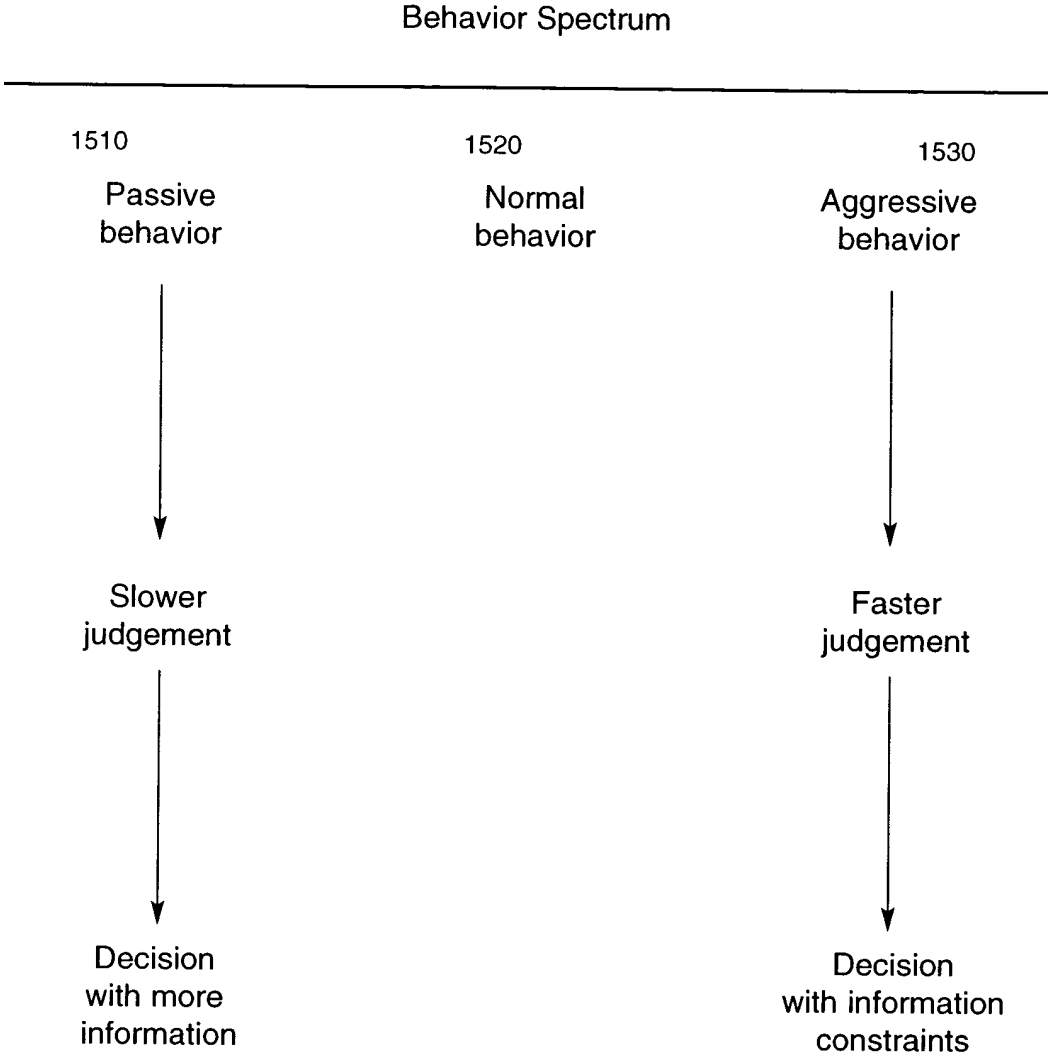 Behavior Spectrum
1510
1520
1530
Passive
behavior
Normal
behavior
Aggressive
behavior
Slower
judgement
Faster
judgement
Decision
with more
information
Decision
with information
constraints